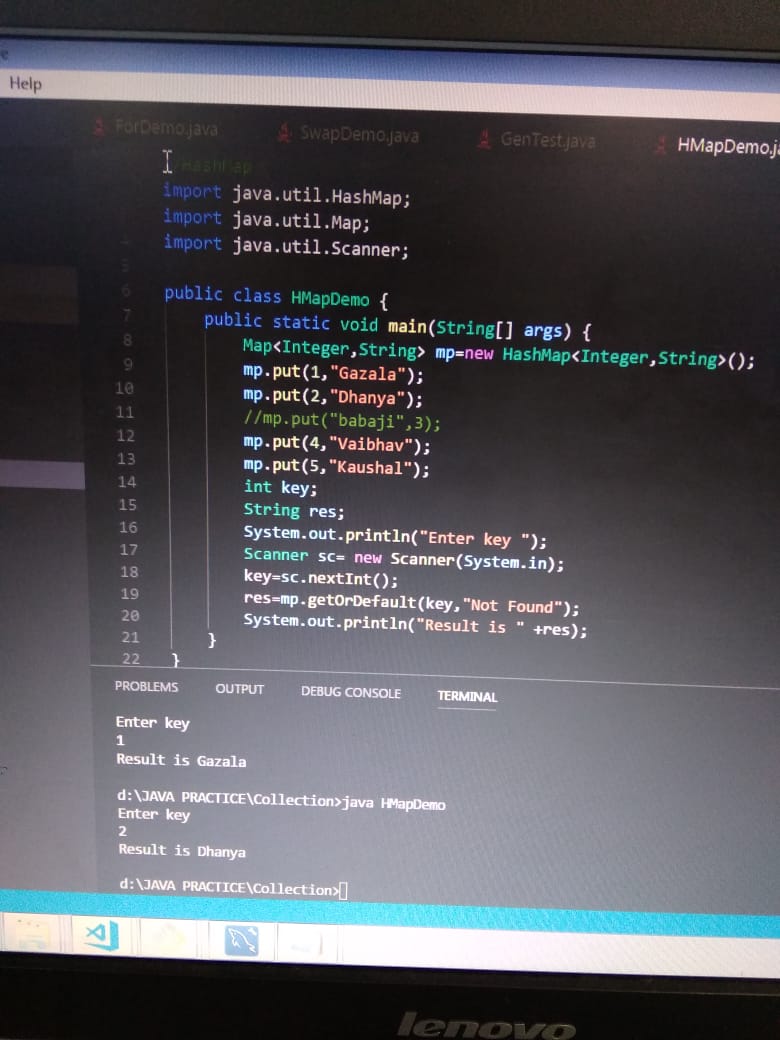 Help
ForDemo.java SwapDemo.java GenTest.java HMapDemo.ja
//HashMap
import java.util.HashMap;
import java.util.Map;
4 import java.util.Scanner;
5
6 public class HMapDemo {
7 public static void main(String[] args) {
8 Map<Integer,String> mp=new HashMap<Integer,String>();
9 mp.put(1,"Gazala");
10 mp.put(2,"Dhanya");
11 //mp.put("babaji",3);
12 mp.put(4,"Vaibhav");
13 mp.put(5,"Kaushal");
14 int key;
15 String res;
16 System.out.println("Enter key ");
17 Scanner sc= new Scanner(System.in);
18 key=sc.nextInt();
19 res=mp.getOrDefault(key,"Not Found");
20 System.out.println("Result is " +res);
21 }
22 }
PROBLEMS OUTPUT DEBUG CONSOLE TERMINAL
Enter key
1
Result is Gazala
d:\JAVA PRACTICE\Collection>java HMapDemo
Enter key
2
Result is Dhanya
d:\JAVA PRACTICE\Collection>
lenovo